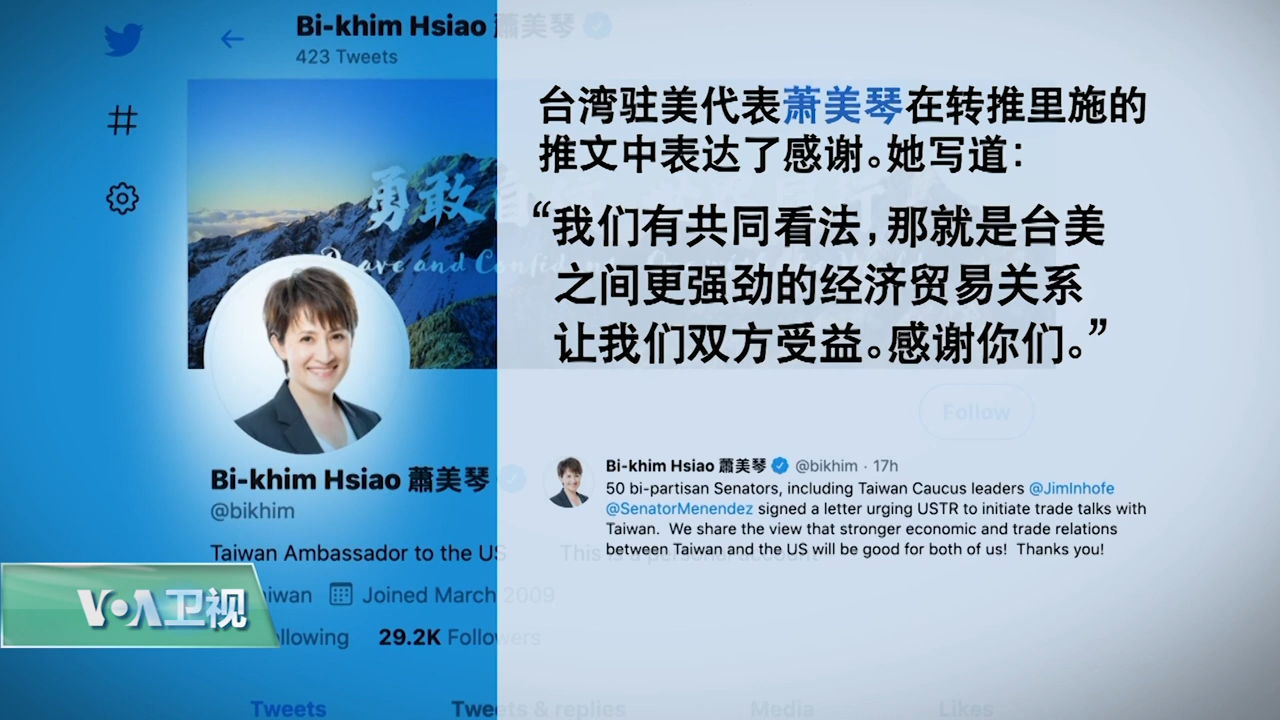 Bi-khim Hsiao 蕭美琴
423 Tweets
勇敢
Brave and Confident
台湾驻美代表萧美琴在转推里施的
推文中表达了感谢。她写道：
“我们有共同看法，那就是台美
之间更强劲的经济贸易关系
让我们双方受益。感谢你们。”
Follow
Bi-khim Hsiao 蕭美琴
@bikhim
Taiwan Ambassador to the US This is a personal account
iwan Joined March 2009
llowing 29.2K Followers
Tweets Tweets & replies Media Likes
Bi-khim Hsiao 蕭美琴 @bikhim · 17h
50 bi-partisan Senators, including Taiwan Caucus leaders @JimInhofe
@SenatorMenendez signed a letter urging USTR to initiate trade talks with
Taiwan. We share the view that stronger economic and trade relations
between Taiwan and the US will be good for both of us! Thanks you!
VOA卫视